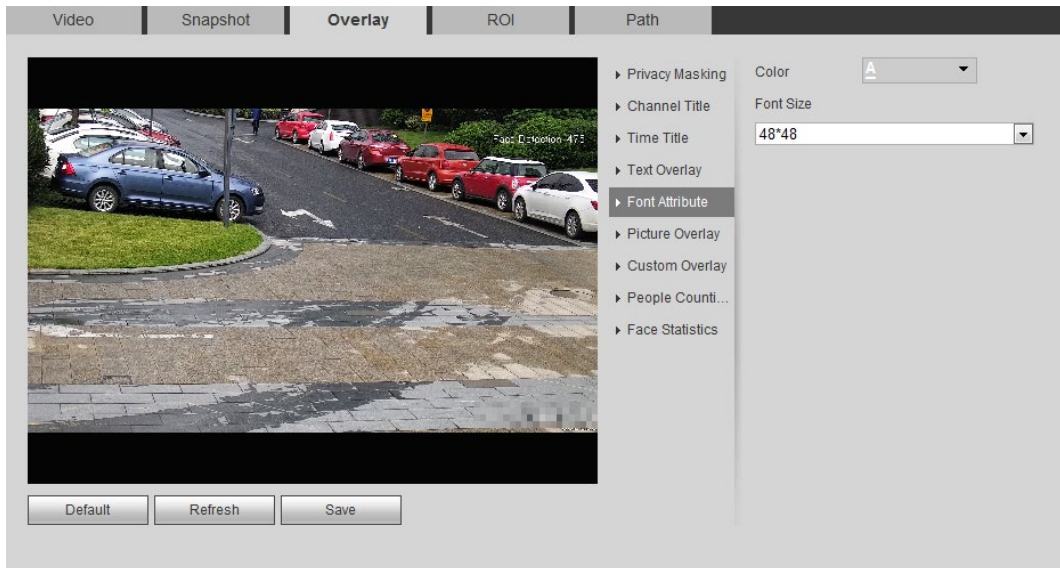 Video Snapshot Overlay ROI Path
Privacy Masking
Channel Title
Time Title
Text Overlay
Font Attribute
Picture Overlay
Custom Overlay
People Counti...
Face Statistics
Color A
Font Size
48*48
Face Detection-475
Default Refresh Save